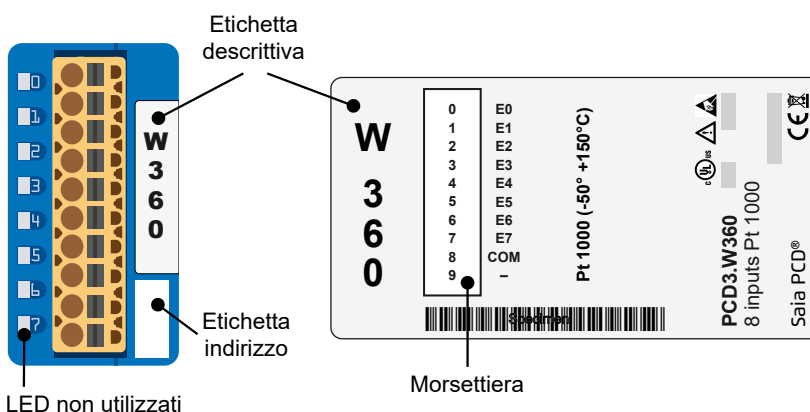 Etichetta
descrittiva
0
1
2
3
4
5
6
7
W
3
6
0
Etichetta
indirizzo
LED non utilizzati
W
3
6
0
0 E0
1 E1
2 E2
3 E3
4 E4
5 E5
6 E6
7 E7
8 COM
9 –
Pt 1000 (-50° +150°C)
Specimen
Morsettiera
c UL us
CE
PCD3.W360
8 inputs Pt 1000
Saia PCD®